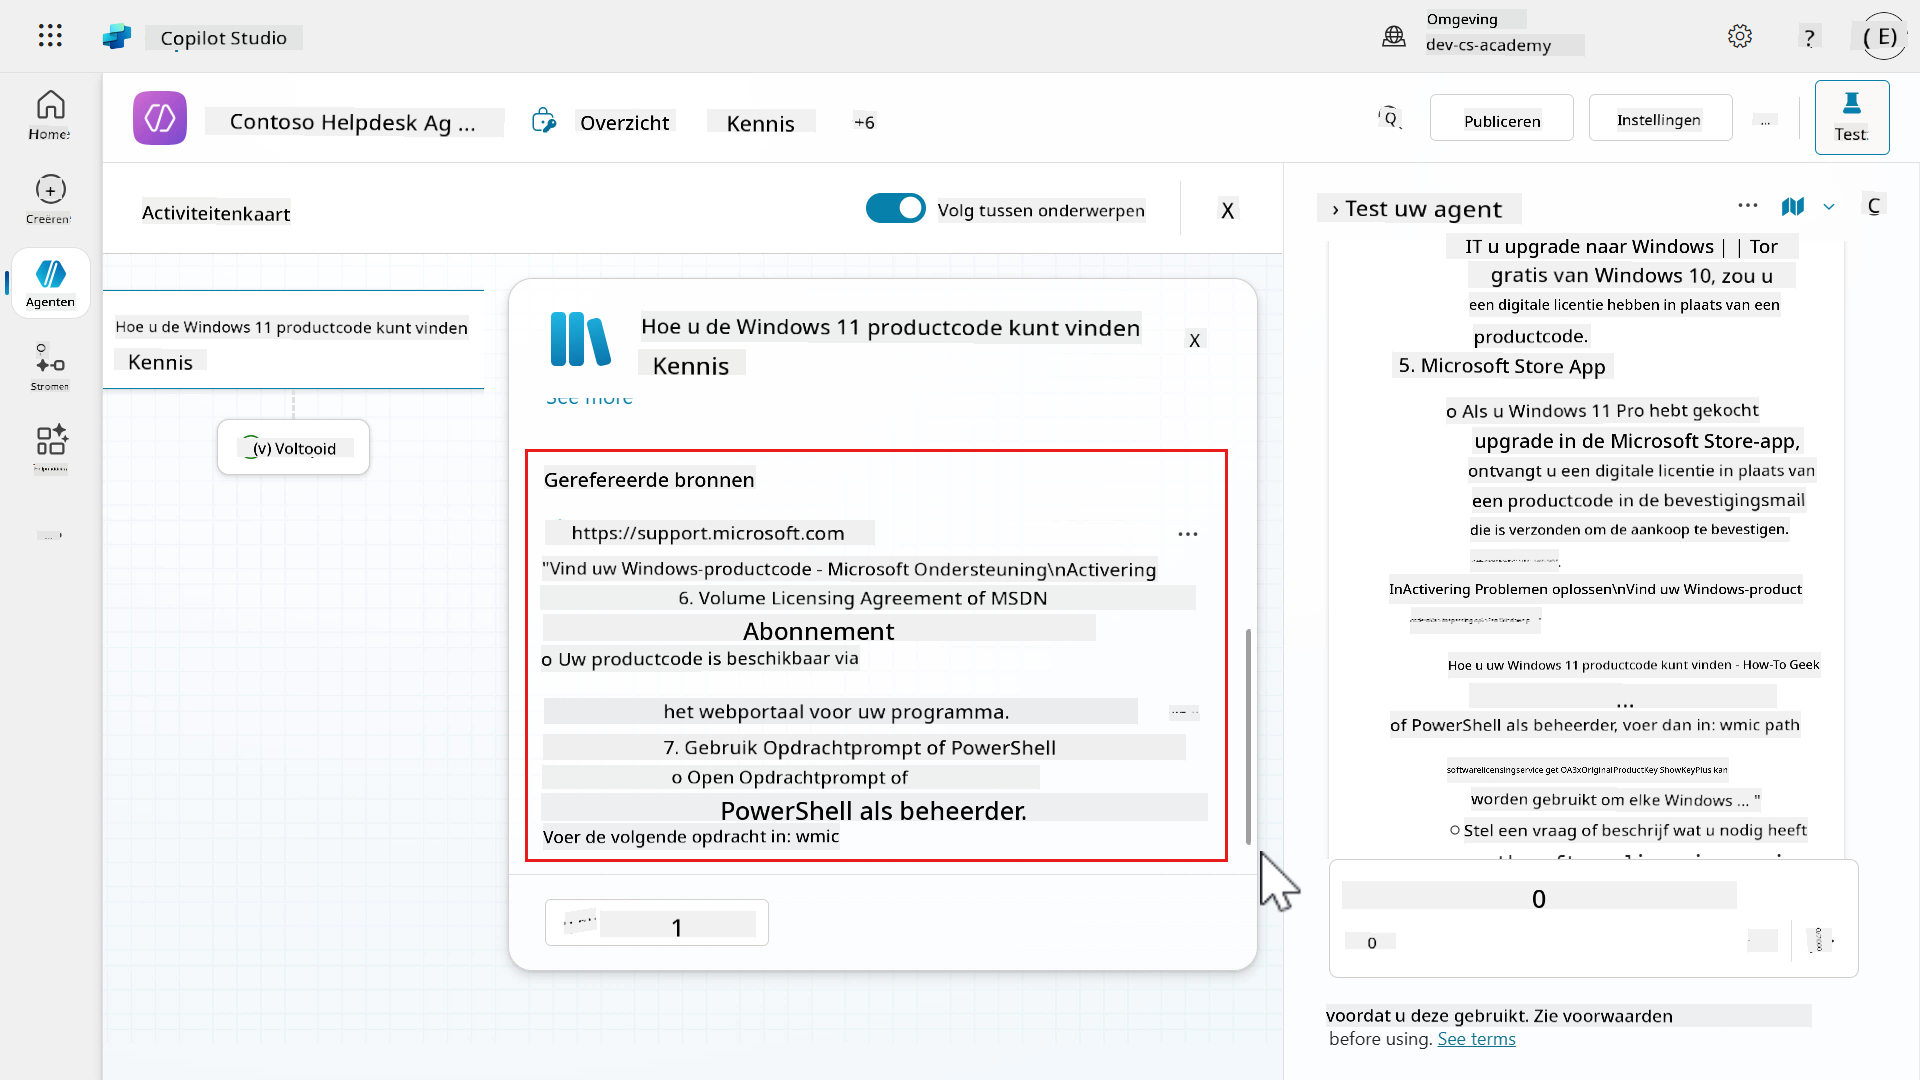 Copilot Studio
Omgeving
dev-cs-academy
?
( E)
Home
Creëren
Agenten
Stromen
Contoso Helpdesk Ag ...
Overzicht
Kennis
+6
Q
Publiceren
Instellingen
...
Test
Activiteitenkaart
Volg tussen onderwerpen
X
Hoe u de Windows 11 productcode kunt vinden
Kennis
(v) Voltooid
Hoe u de Windows 11 productcode kunt vinden
Kennis
X
See more
Gerefereerde bronnen
https://support.microsoft.com
...
"Vind uw Windows-productcode - Microsoft Ondersteuning\nActivering
6. Volume Licensing Agreement of MSDN
Abonnement
o Uw productcode is beschikbaar via
het webportaal voor uw programma.
7. Gebruik Opdrachtprompt of PowerShell
o Open Opdrachtprompt of
PowerShell als beheerder.
Voer de volgende opdracht in: wmic
1
› Test uw agent
...
C
IT u upgrade naar Windows | | Tor
gratis van Windows 10, zou u
een digitale licentie hebben in plaats van een
productcode.
5. Microsoft Store App
o Als u Windows 11 Pro hebt gekocht
upgrade in de Microsoft Store-app,
ontvangt u een digitale licentie in plaats van
een productcode in de bevestigingsmail
die is verzonden om de aankoop te bevestigen.
InActivering Problemen oplossen\nVind uw Windows-product
Hoe u uw Windows 11 productcode kunt vinden - How-To Geek
...
of PowerShell als beheerder, voer dan in: wmic path
softwarelicensingservice get OA3xOriginalProductKey ShowKeyPlus kan
worden gebruikt om elke Windows ... "
o Stel een vraag of beschrijf wat u nodig heeft
0
0
voordat u deze gebruikt. Zie voorwaarden
before using. See terms